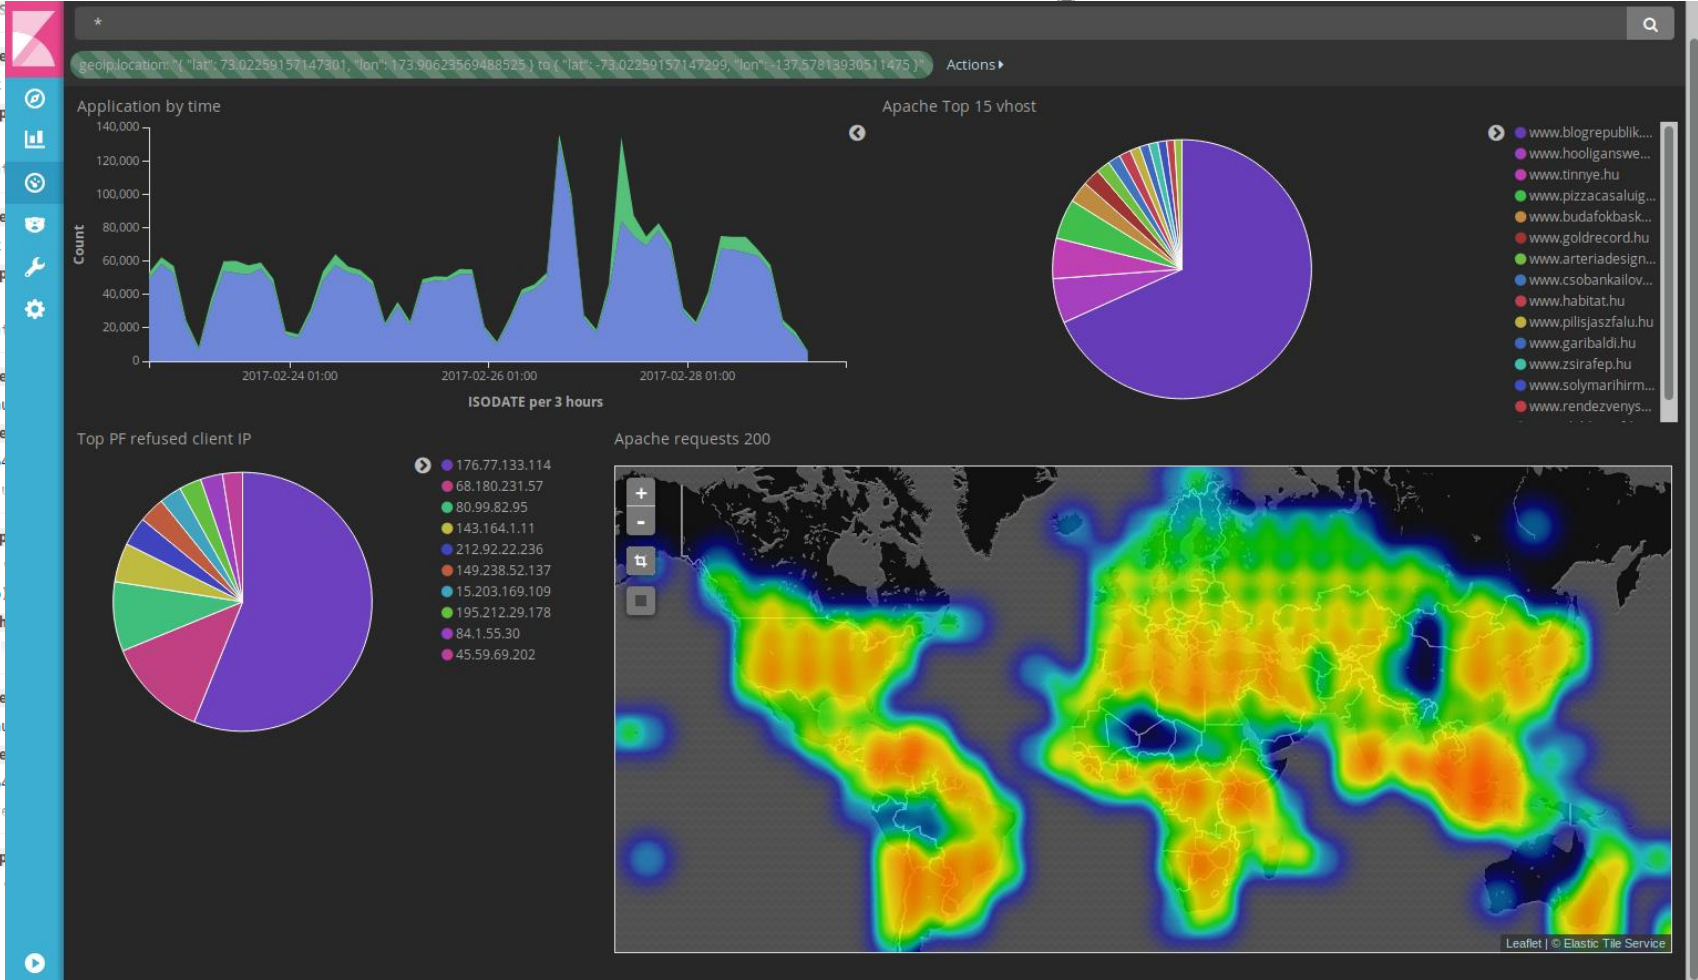 *
geoip.location: "{ "lat": 73.02259157147301, "lon": 173.90623569488525 } to { "lat": -73.02259157147299, "lon": -137.57813930511475 }"
Actions
Application by time
140,000
120,000
100,000
80,000
60,000
40,000
20,000
0
Count
2017-02-24 01:00
2017-02-26 01:00
2017-02-28 01:00
ISODATE per 3 hours
Apache Top 15 vhost
www.blogrepublik....
www.hooliganswe...
www.tinnye.hu
www.pizzacasaluig...
www.budafokbask...
www.goldrecord.hu
www.arteriadesign...
www.csobankailov...
www.habitat.hu
www.pilisjaszfalu.hu
www.garibaldi.hu
www.zsirafep.hu
www.solymarihirm...
www.rendezvenys...
Top PF refused client IP
176.77.133.114
68.180.231.57
80.99.82.95
143.164.1.11
212.92.22.236
149.238.52.137
15.203.169.109
195.212.29.178
84.1.55.30
45.59.69.202
Apache requests 200
+
-
Leaflet | © Elastic Tile Service